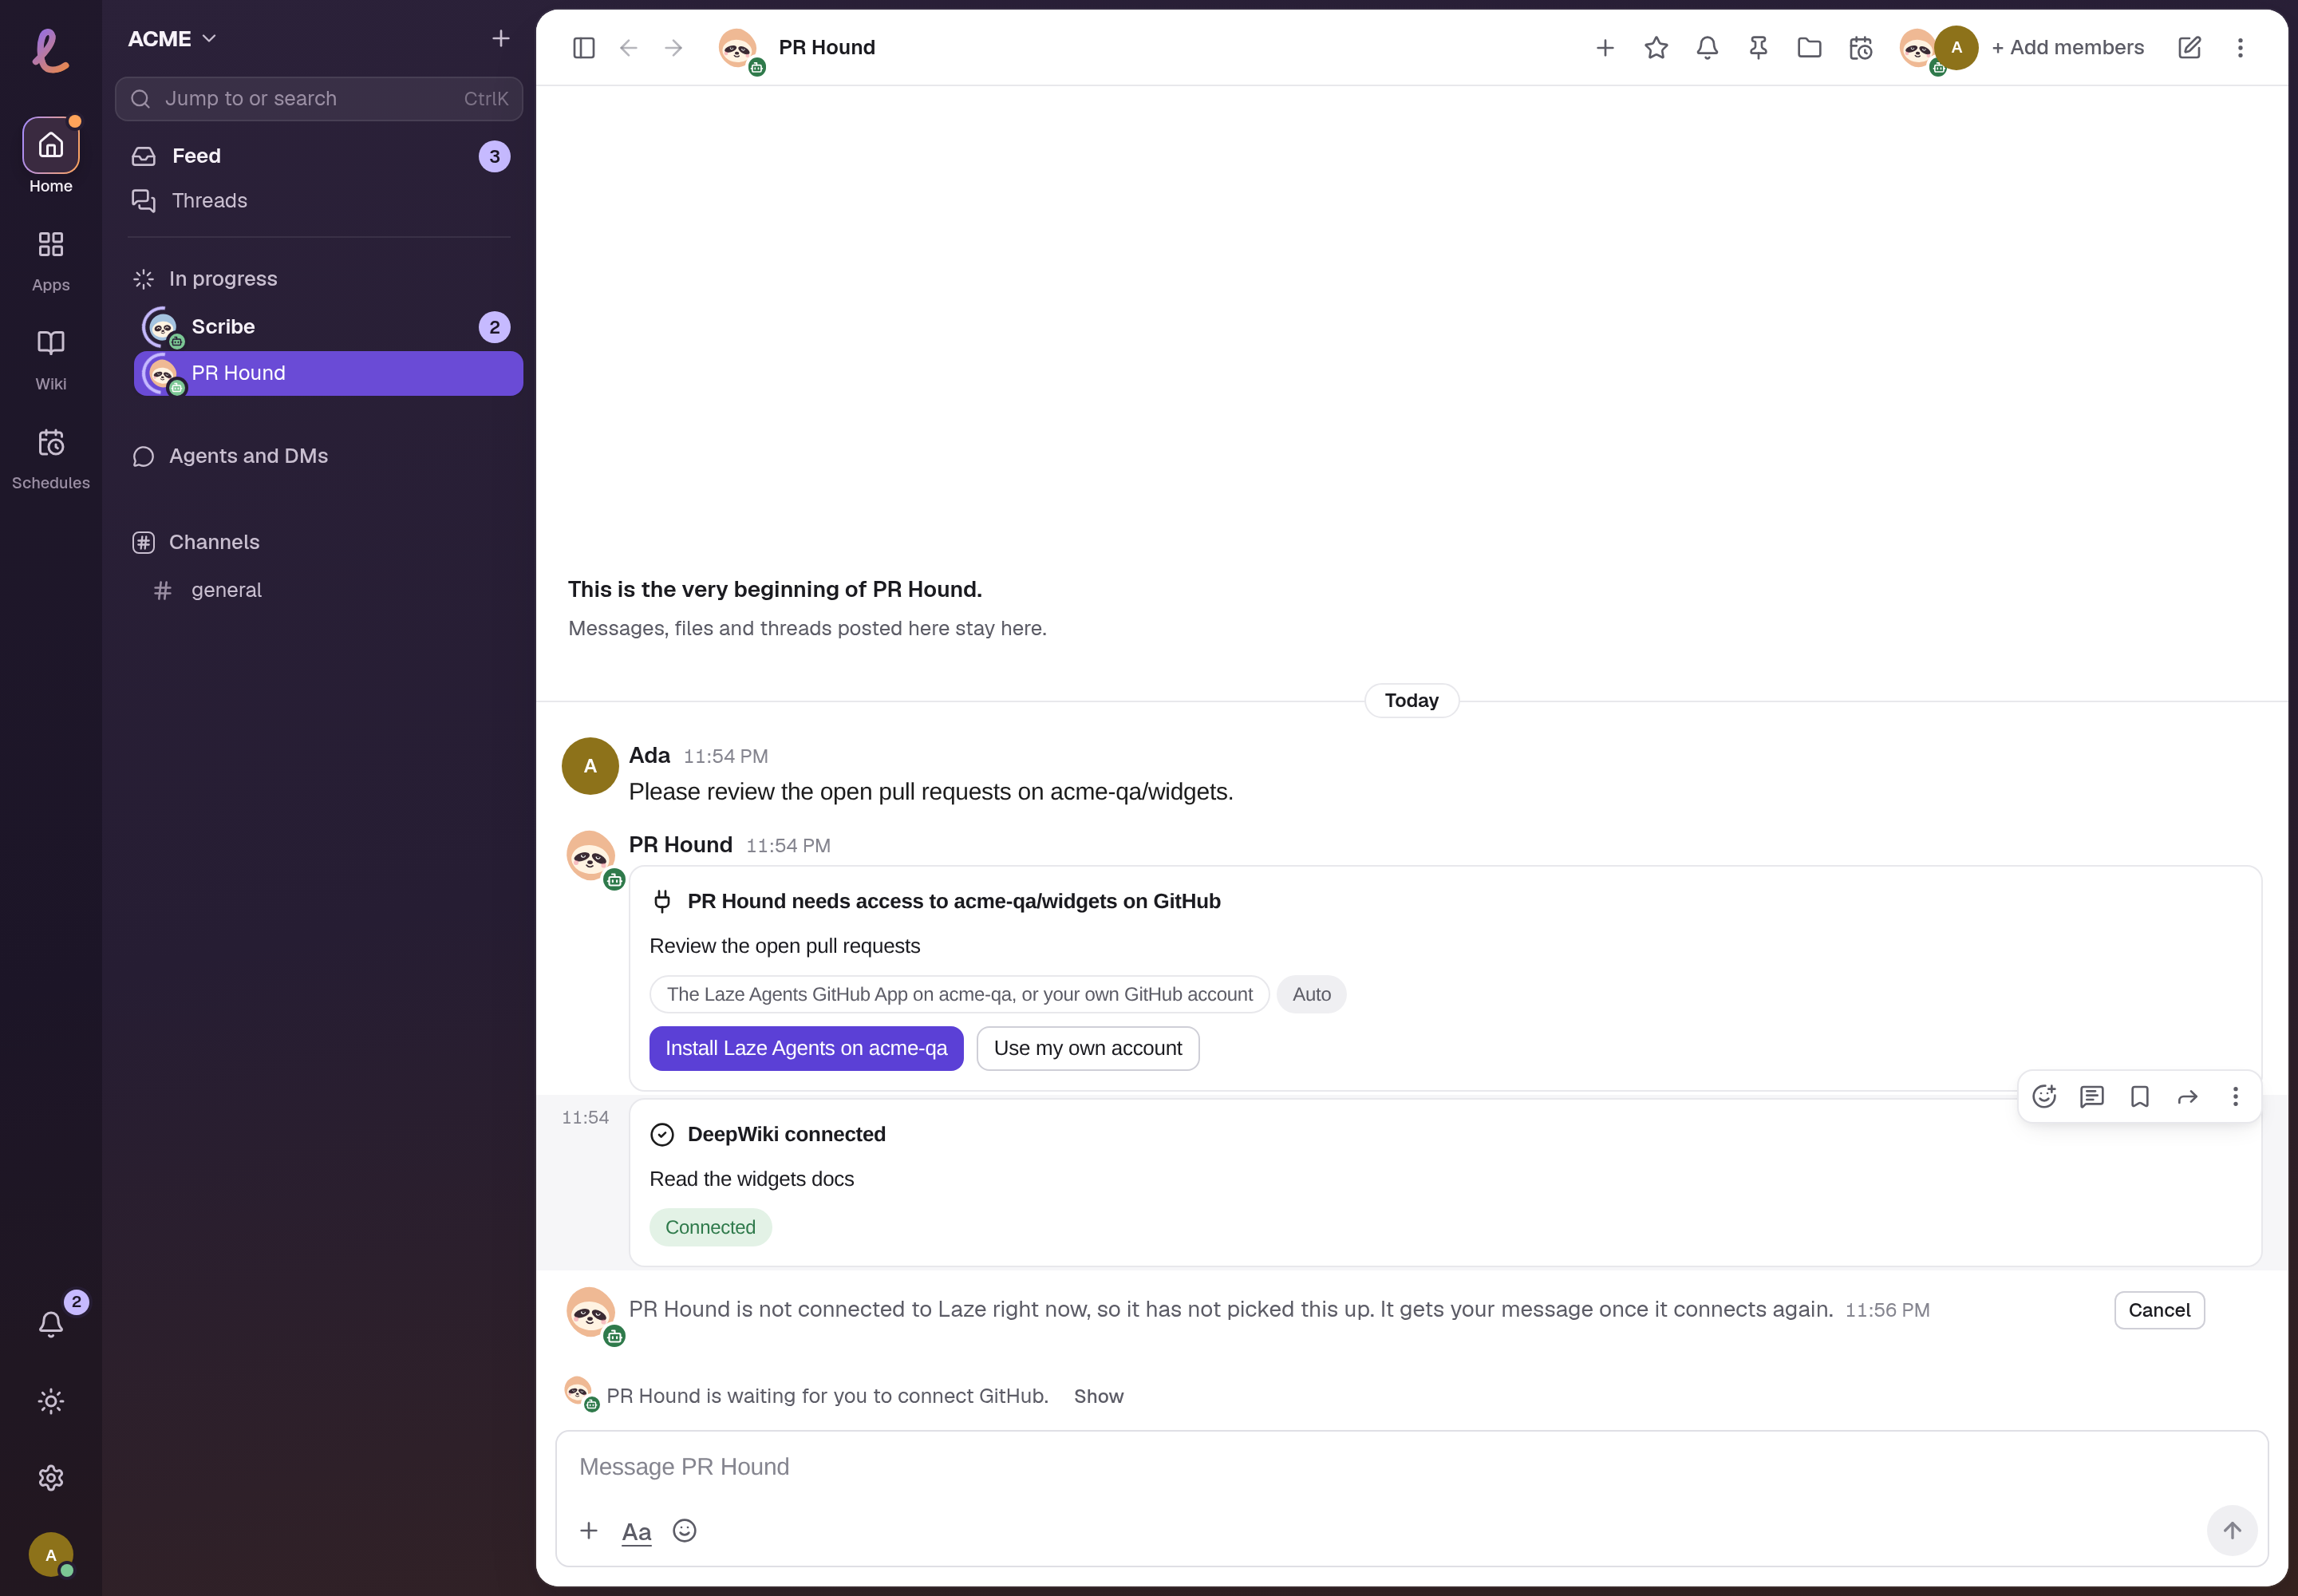 ACME
Jump to or search CtrlK
Home
Feed 3
Threads
Apps
In progress
Scribe 2
PR Hound
Wiki
Agents and DMs
Schedules
Channels
general
2
A
PR Hound
A
+ Add members
This is the very beginning of PR Hound.
Messages, files and threads posted here stay here.
Today
A
Ada 11:54 PM
Please review the open pull requests on acme-qa/widgets.
PR Hound 11:54 PM
PR Hound needs access to acme-qa/widgets on GitHub
Review the open pull requests
The Laze Agents GitHub App on acme-qa, or your own GitHub account Auto
Install Laze Agents on acme-qa Use my own account
11:54
DeepWiki connected
Read the widgets docs
Connected
PR Hound is not connected to Laze right now, so it has not picked this up. It gets your message once it connects again. 11:56 PM Cancel
PR Hound is waiting for you to connect GitHub. Show
Message PR Hound
Aa